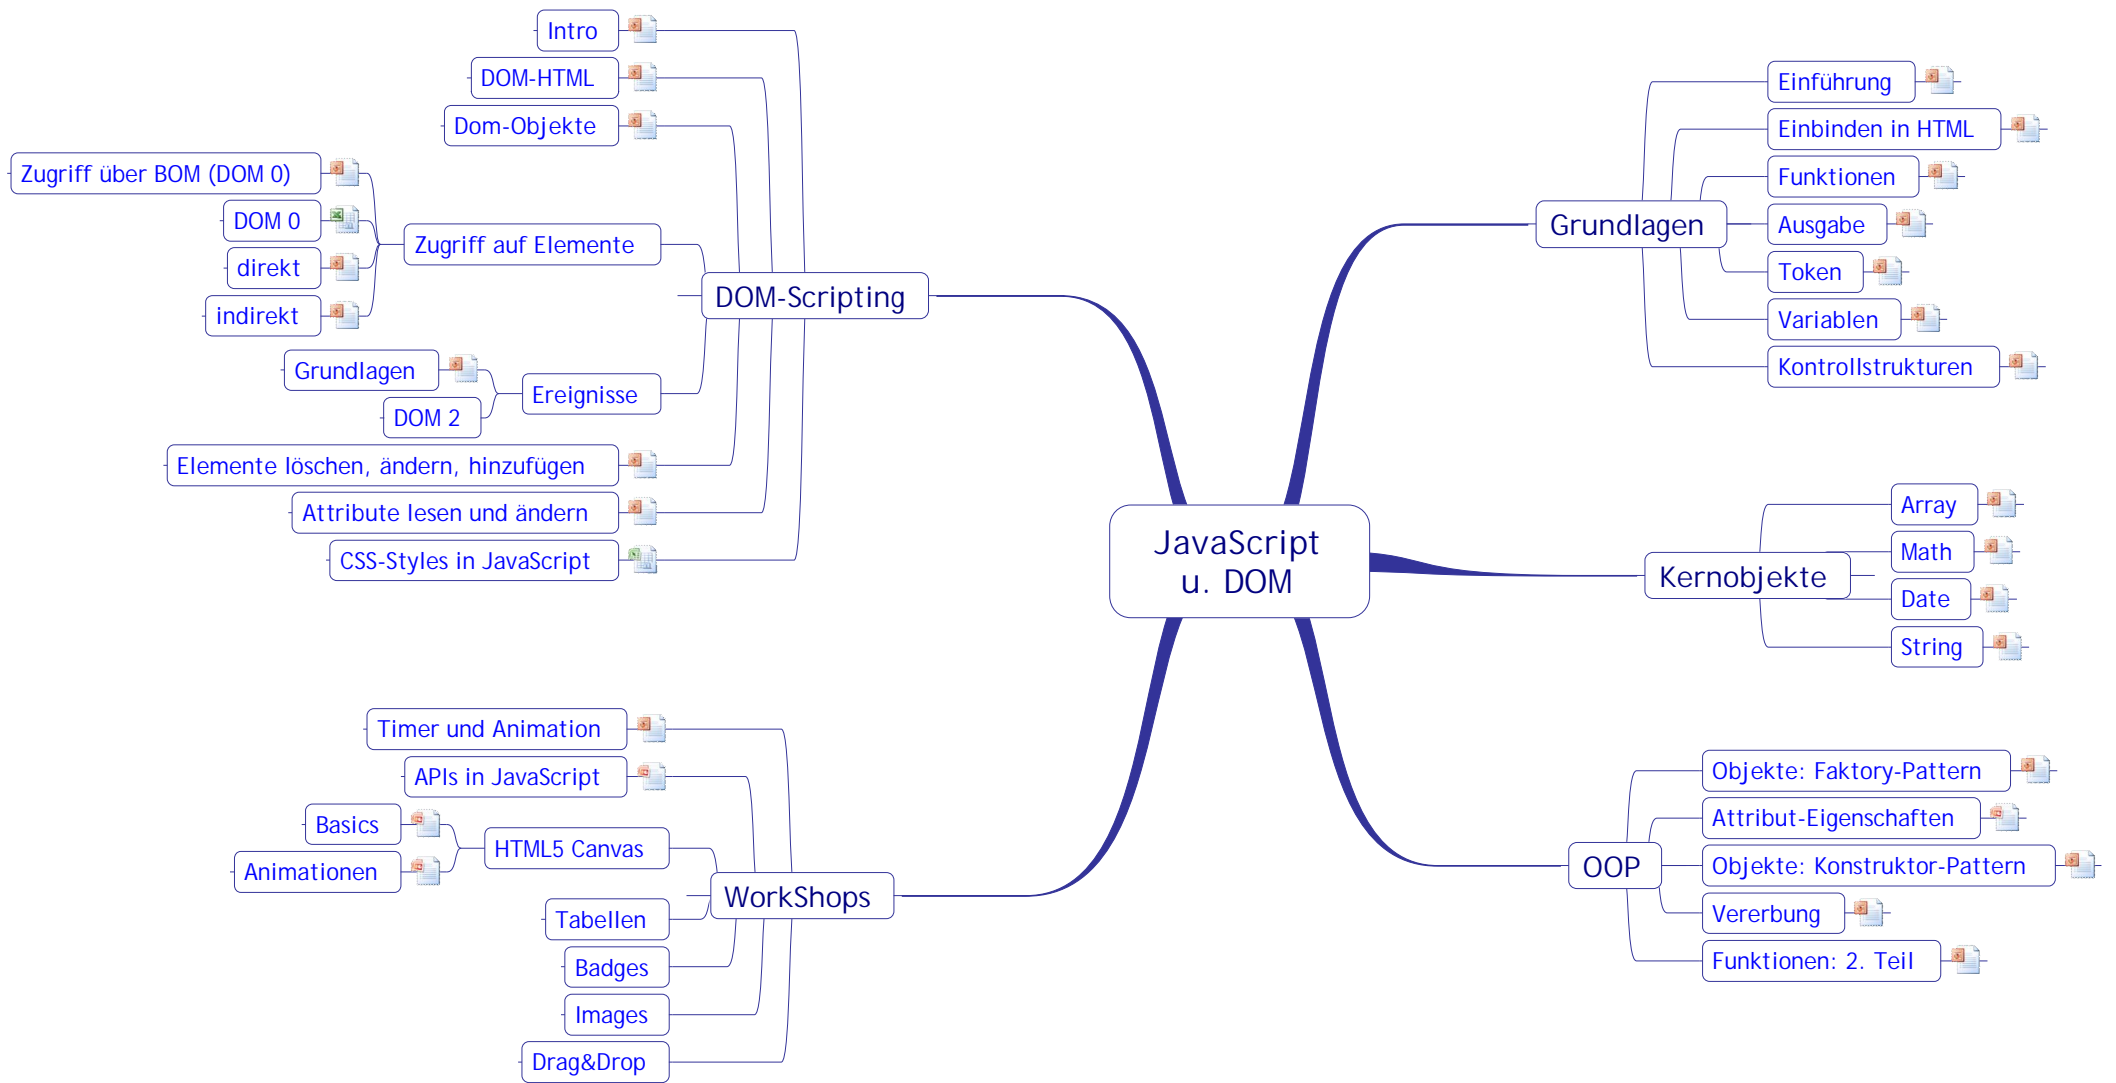 JavaScript
u. DOM
Grundlagen
Einführung
Einbinden in HTML
Funktionen
Ausgabe
Token
Variablen
Kontrollstrukturen
Kernobjekte
Array
Math
Date
String
OOP
Objekte: Faktory-Pattern
Attribut-Eigenschaften
Objekte: Konstruktor-Pattern
Vererbung
Funktionen: 2. Teil
DOM-Scripting
Intro
DOM-HTML
Dom-Objekte
Zugriff auf Elemente
Zugriff über BOM (DOM 0)
DOM 0
direkt
indirekt
Ereignisse
Grundlagen
DOM 2
Elemente löschen, ändern, hinzufügen
Attribute lesen und ändern
CSS-Styles in JavaScript
WorkShops
Timer und Animation
APIs in JavaScript
HTML5 Canvas
Basics
Animationen
Tabellen
Badges
Images
Drag&Drop